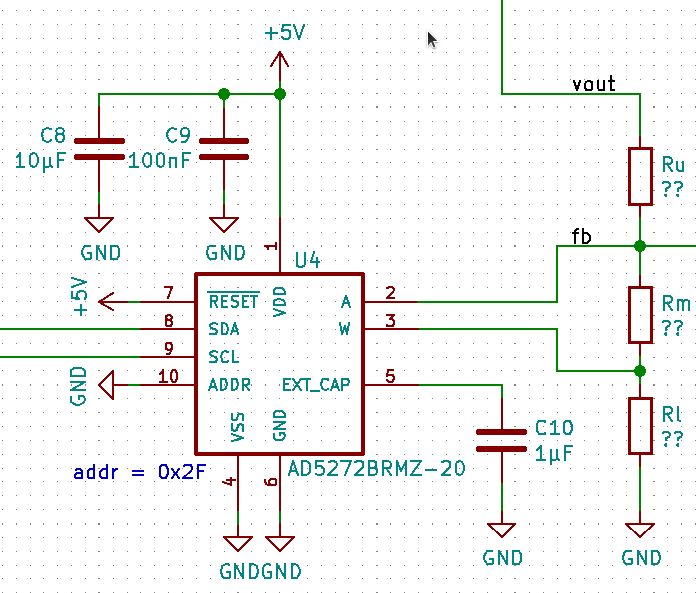 +5V
vout
C8
10µF
C9
100nF
Ru
??
fb
GND
GND
1
U4
+5V
7
RESET
VDD
A
2
8
SDA
W
3
Rm
??
9
SCL
GND
10
ADDR
EXT_CAP
5
VSS
GND
C10
1µF
Rl
??
addr = 0x2F
4
6
AD5272BRMZ-20
GND
GND
GND
GND